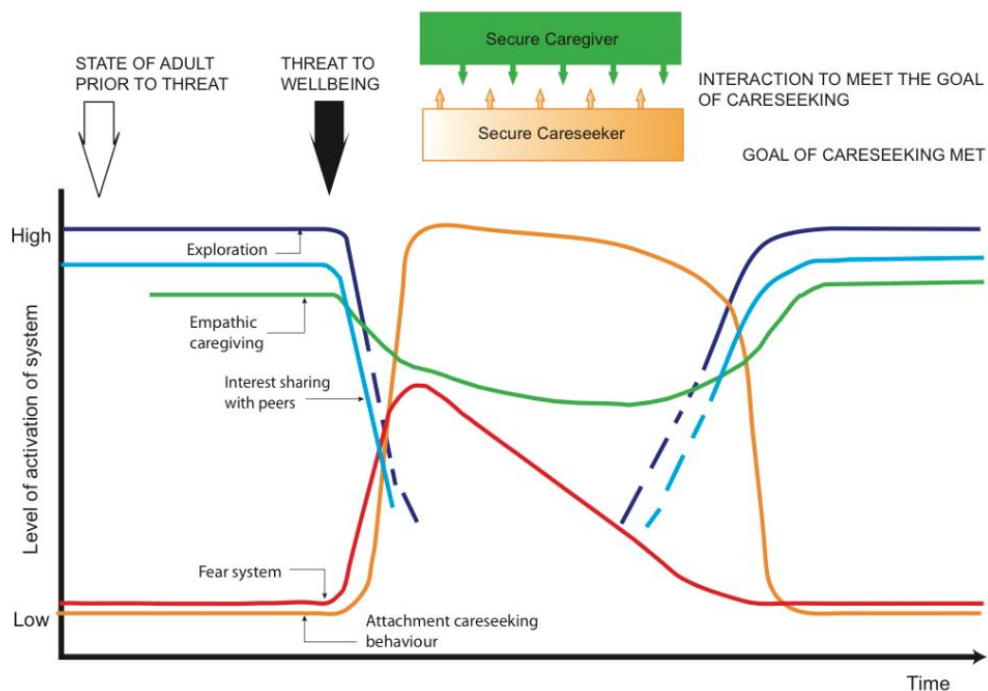 Secure Caregiver
STATE OF ADULT
PRIOR TO THREAT
THREAT TO
WELLBEING
INTERACTION TO MEET THE GOAL
OF CARESEEKING
Secure Careseeker
GOAL OF CARESEEKING MET
High
Exploration
Empathic
caregiving
Interest sharing
with peers
Level of activation of system
Fear system
Low
Attachment careseeking
behaviour
Time